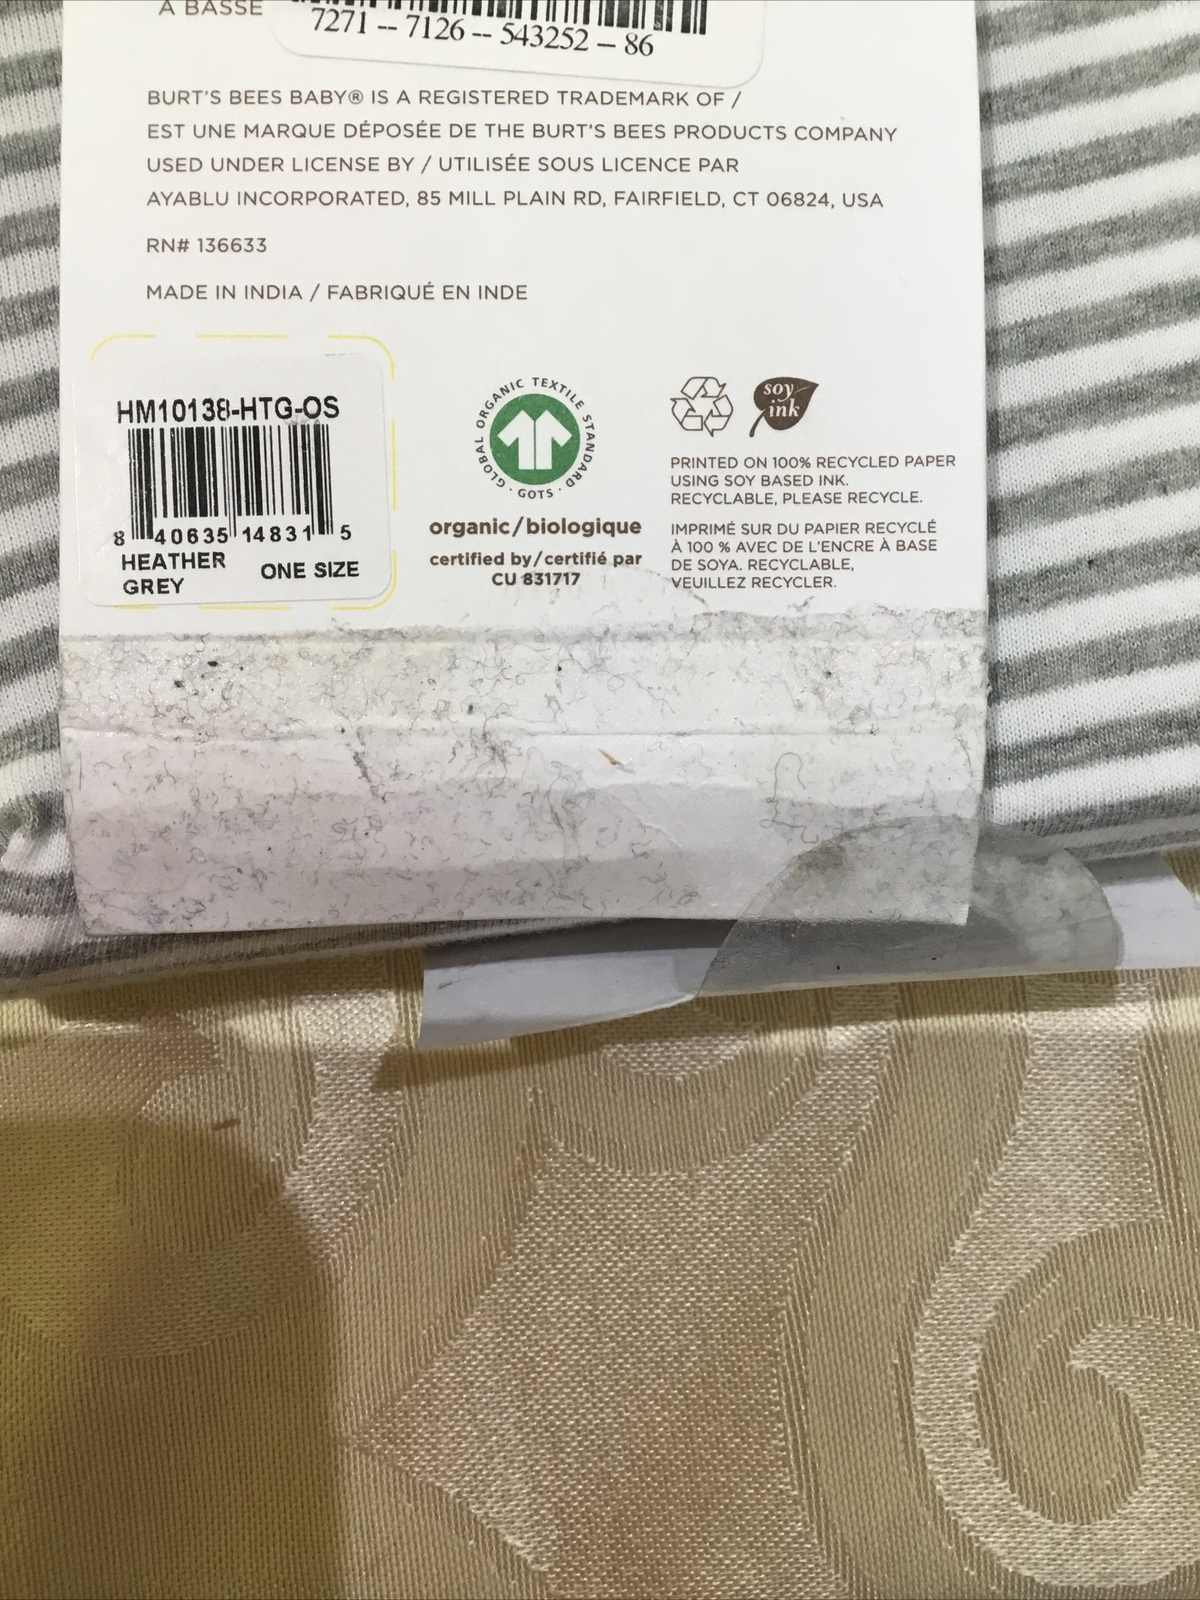 À BASSE
7271 -- 7126 -- 543252 -- 86
BURT'S BEES BABY® IS A REGISTERED TRADEMARK OF /
EST UNE MARQUE DÉPOSÉE DE THE BURT'S BEES PRODUCTS COMPANY
USED UNDER LICENSE BY / UTILISÉE SOUS LICENCE PAR
AYABLU INCORPORATED, 85 MILL PLAIN RD, FAIRFIELD, CT 06824, USA
RN# 136633
MADE IN INDIA / FABRIQUÉ EN INDE
HM10138-HTG-OS
8 40635 14831 5
HEATHER
GREY
ONE SIZE
GLOBAL ORGANIC TEXTILE STANDARD
· GOTS ·
organic/biologique
certified by/certifié par
CU 831717
soy
ink
PRINTED ON 100% RECYCLED PAPER
USING SOY BASED INK.
RECYCLABLE, PLEASE RECYCLE.
IMPRIMÉ SUR DU PAPIER RECYCLÉ
À 100 % AVEC DE L'ENCRE À BASE
DE SOYA. RECYCLABLE,
VEUILLEZ RECYCLER.